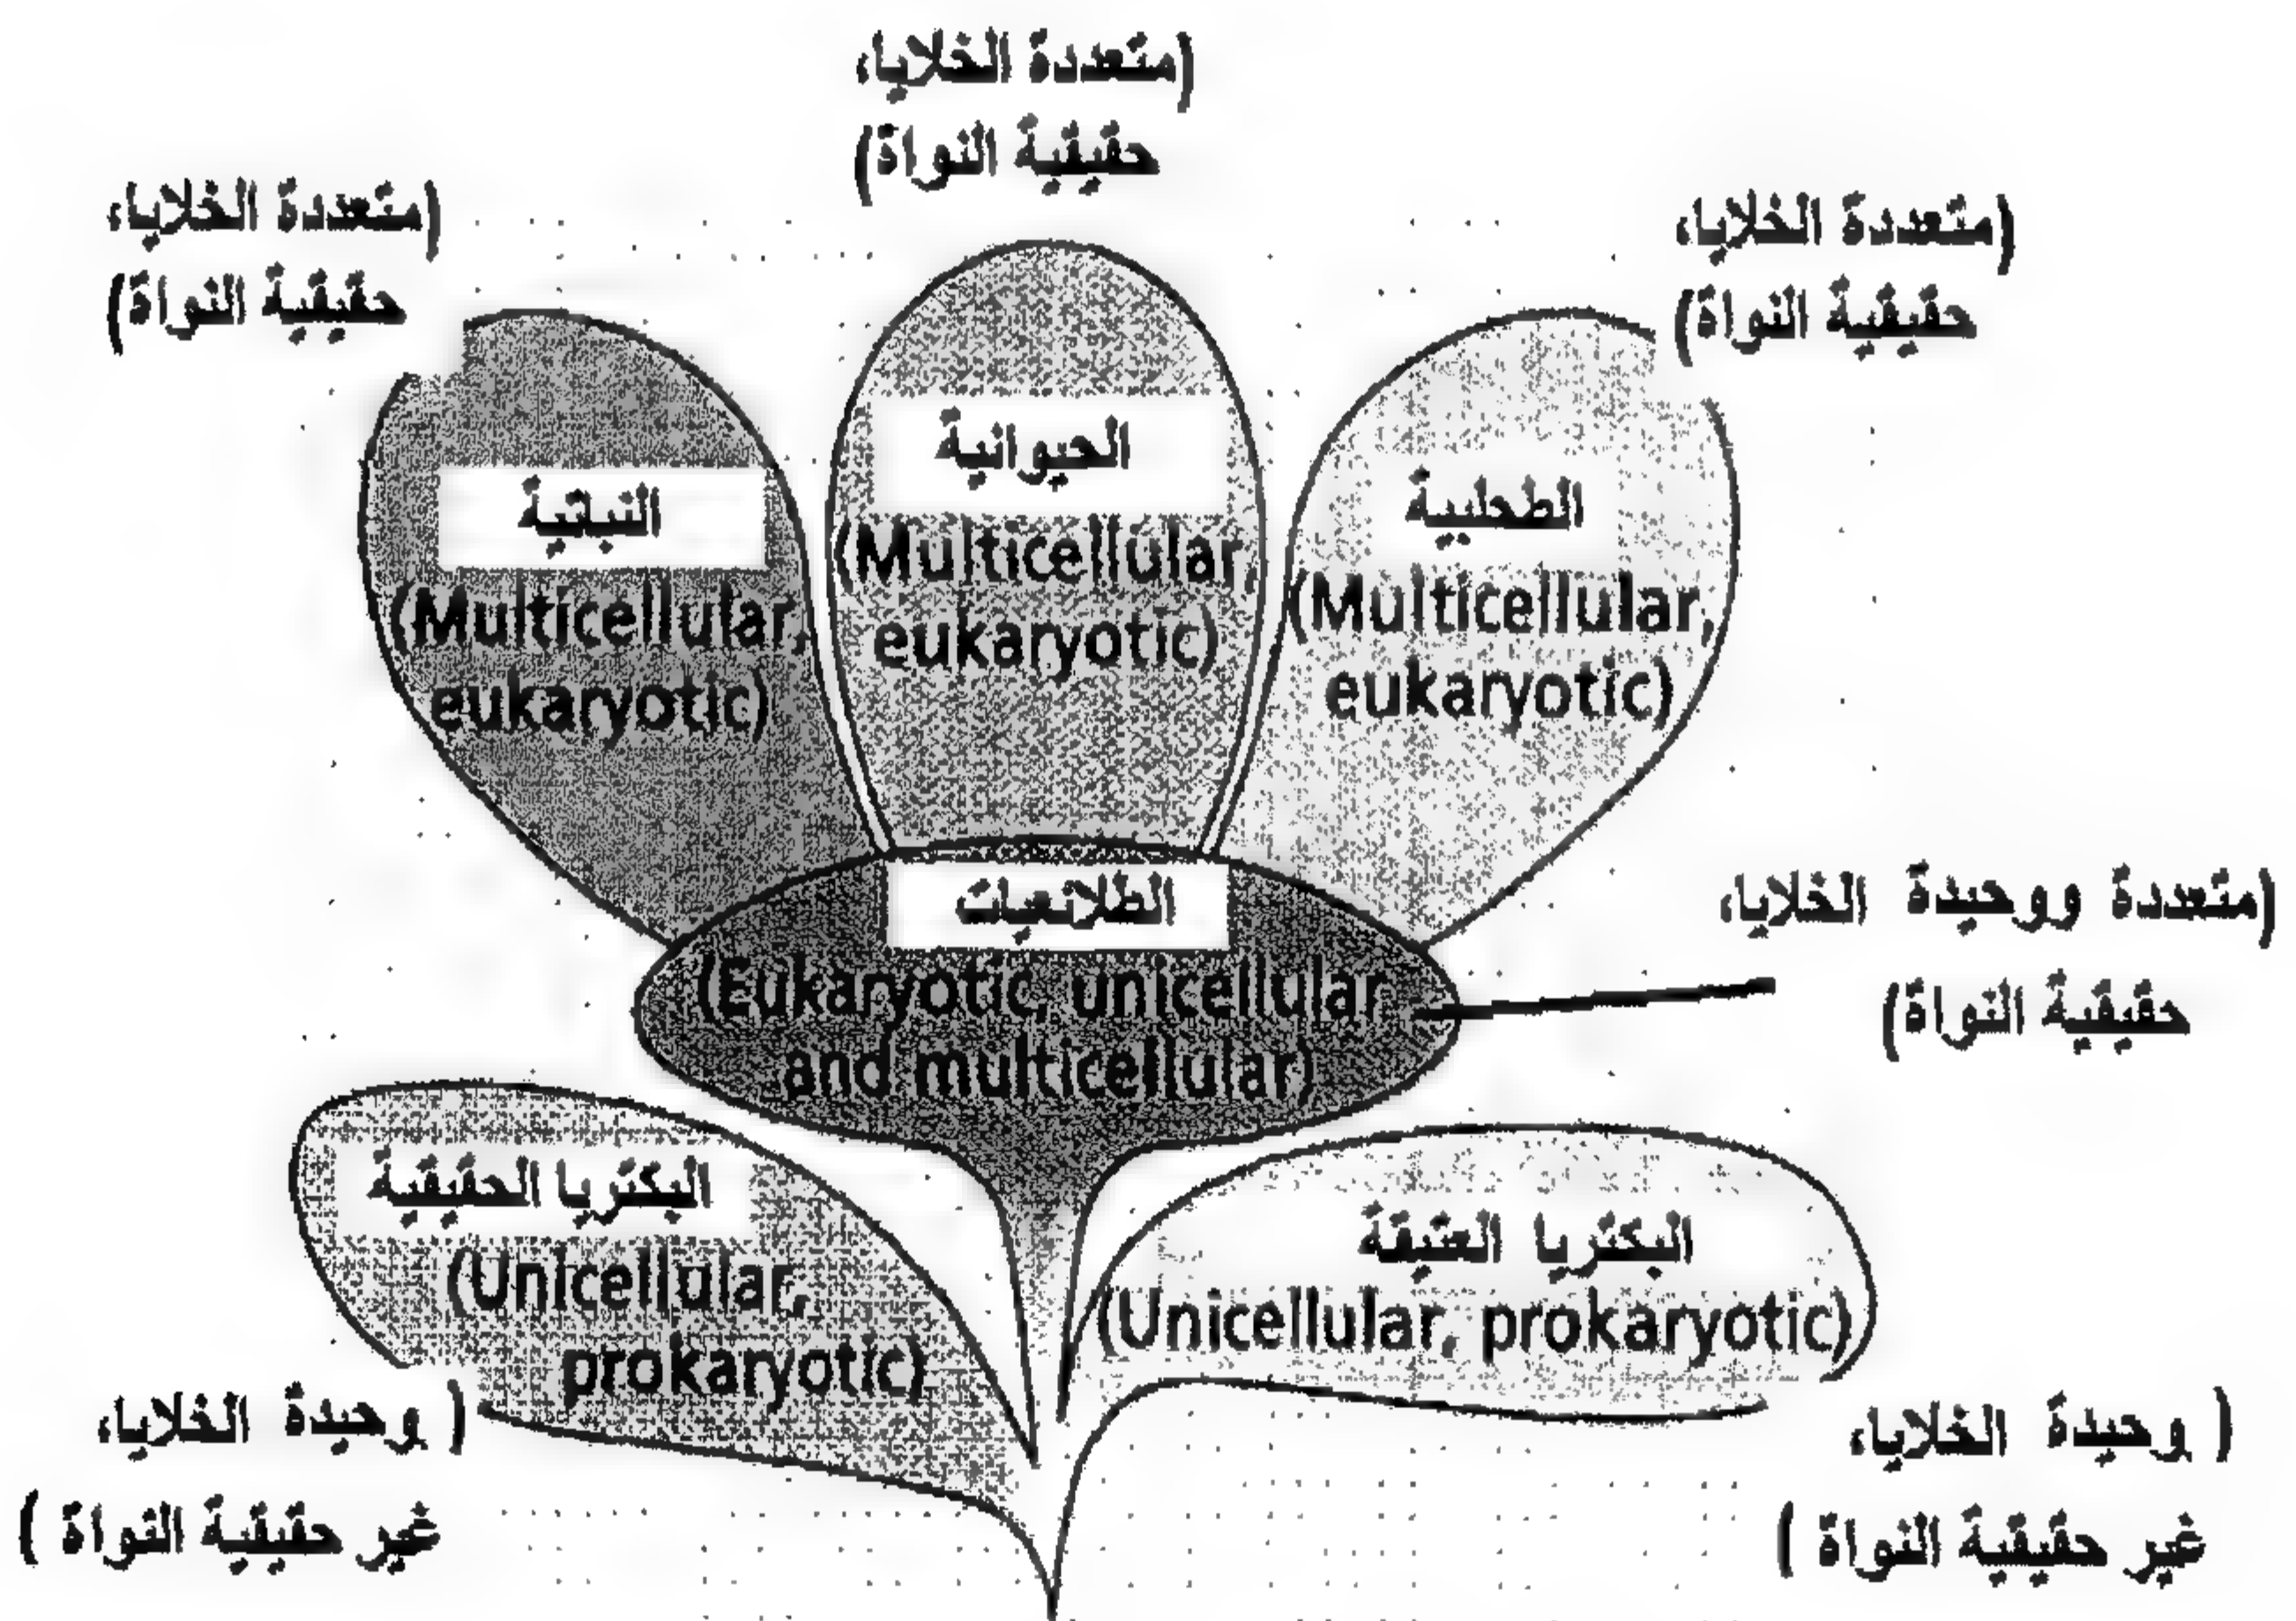 (متعددة الخلايا،
حقيقية النواة)
(متعددة الخلايا،
حقيقية النواة)
(متعددة الخلايا،
حقيقية النواة)
الحيوانية
(Multicellular,
eukaryotic)
النباتية
(Multicellular,
eukaryotic)
الطحلبية
(Multicellular,
eukaryotic)
الطلائعيات
(Eukaryotic, unicellular
and multicellular)
(متعددة ووحيدة الخلايا،
حقيقية النواة)
البكتريا الحقيقية
(Unicellular,
prokaryotic)
البكتريا العتيقة
(Unicellular, prokaryotic)
( وحيدة الخلايا،
غير حقيقية النواة )
( وحيدة الخلايا،
غير حقيقية النواة )